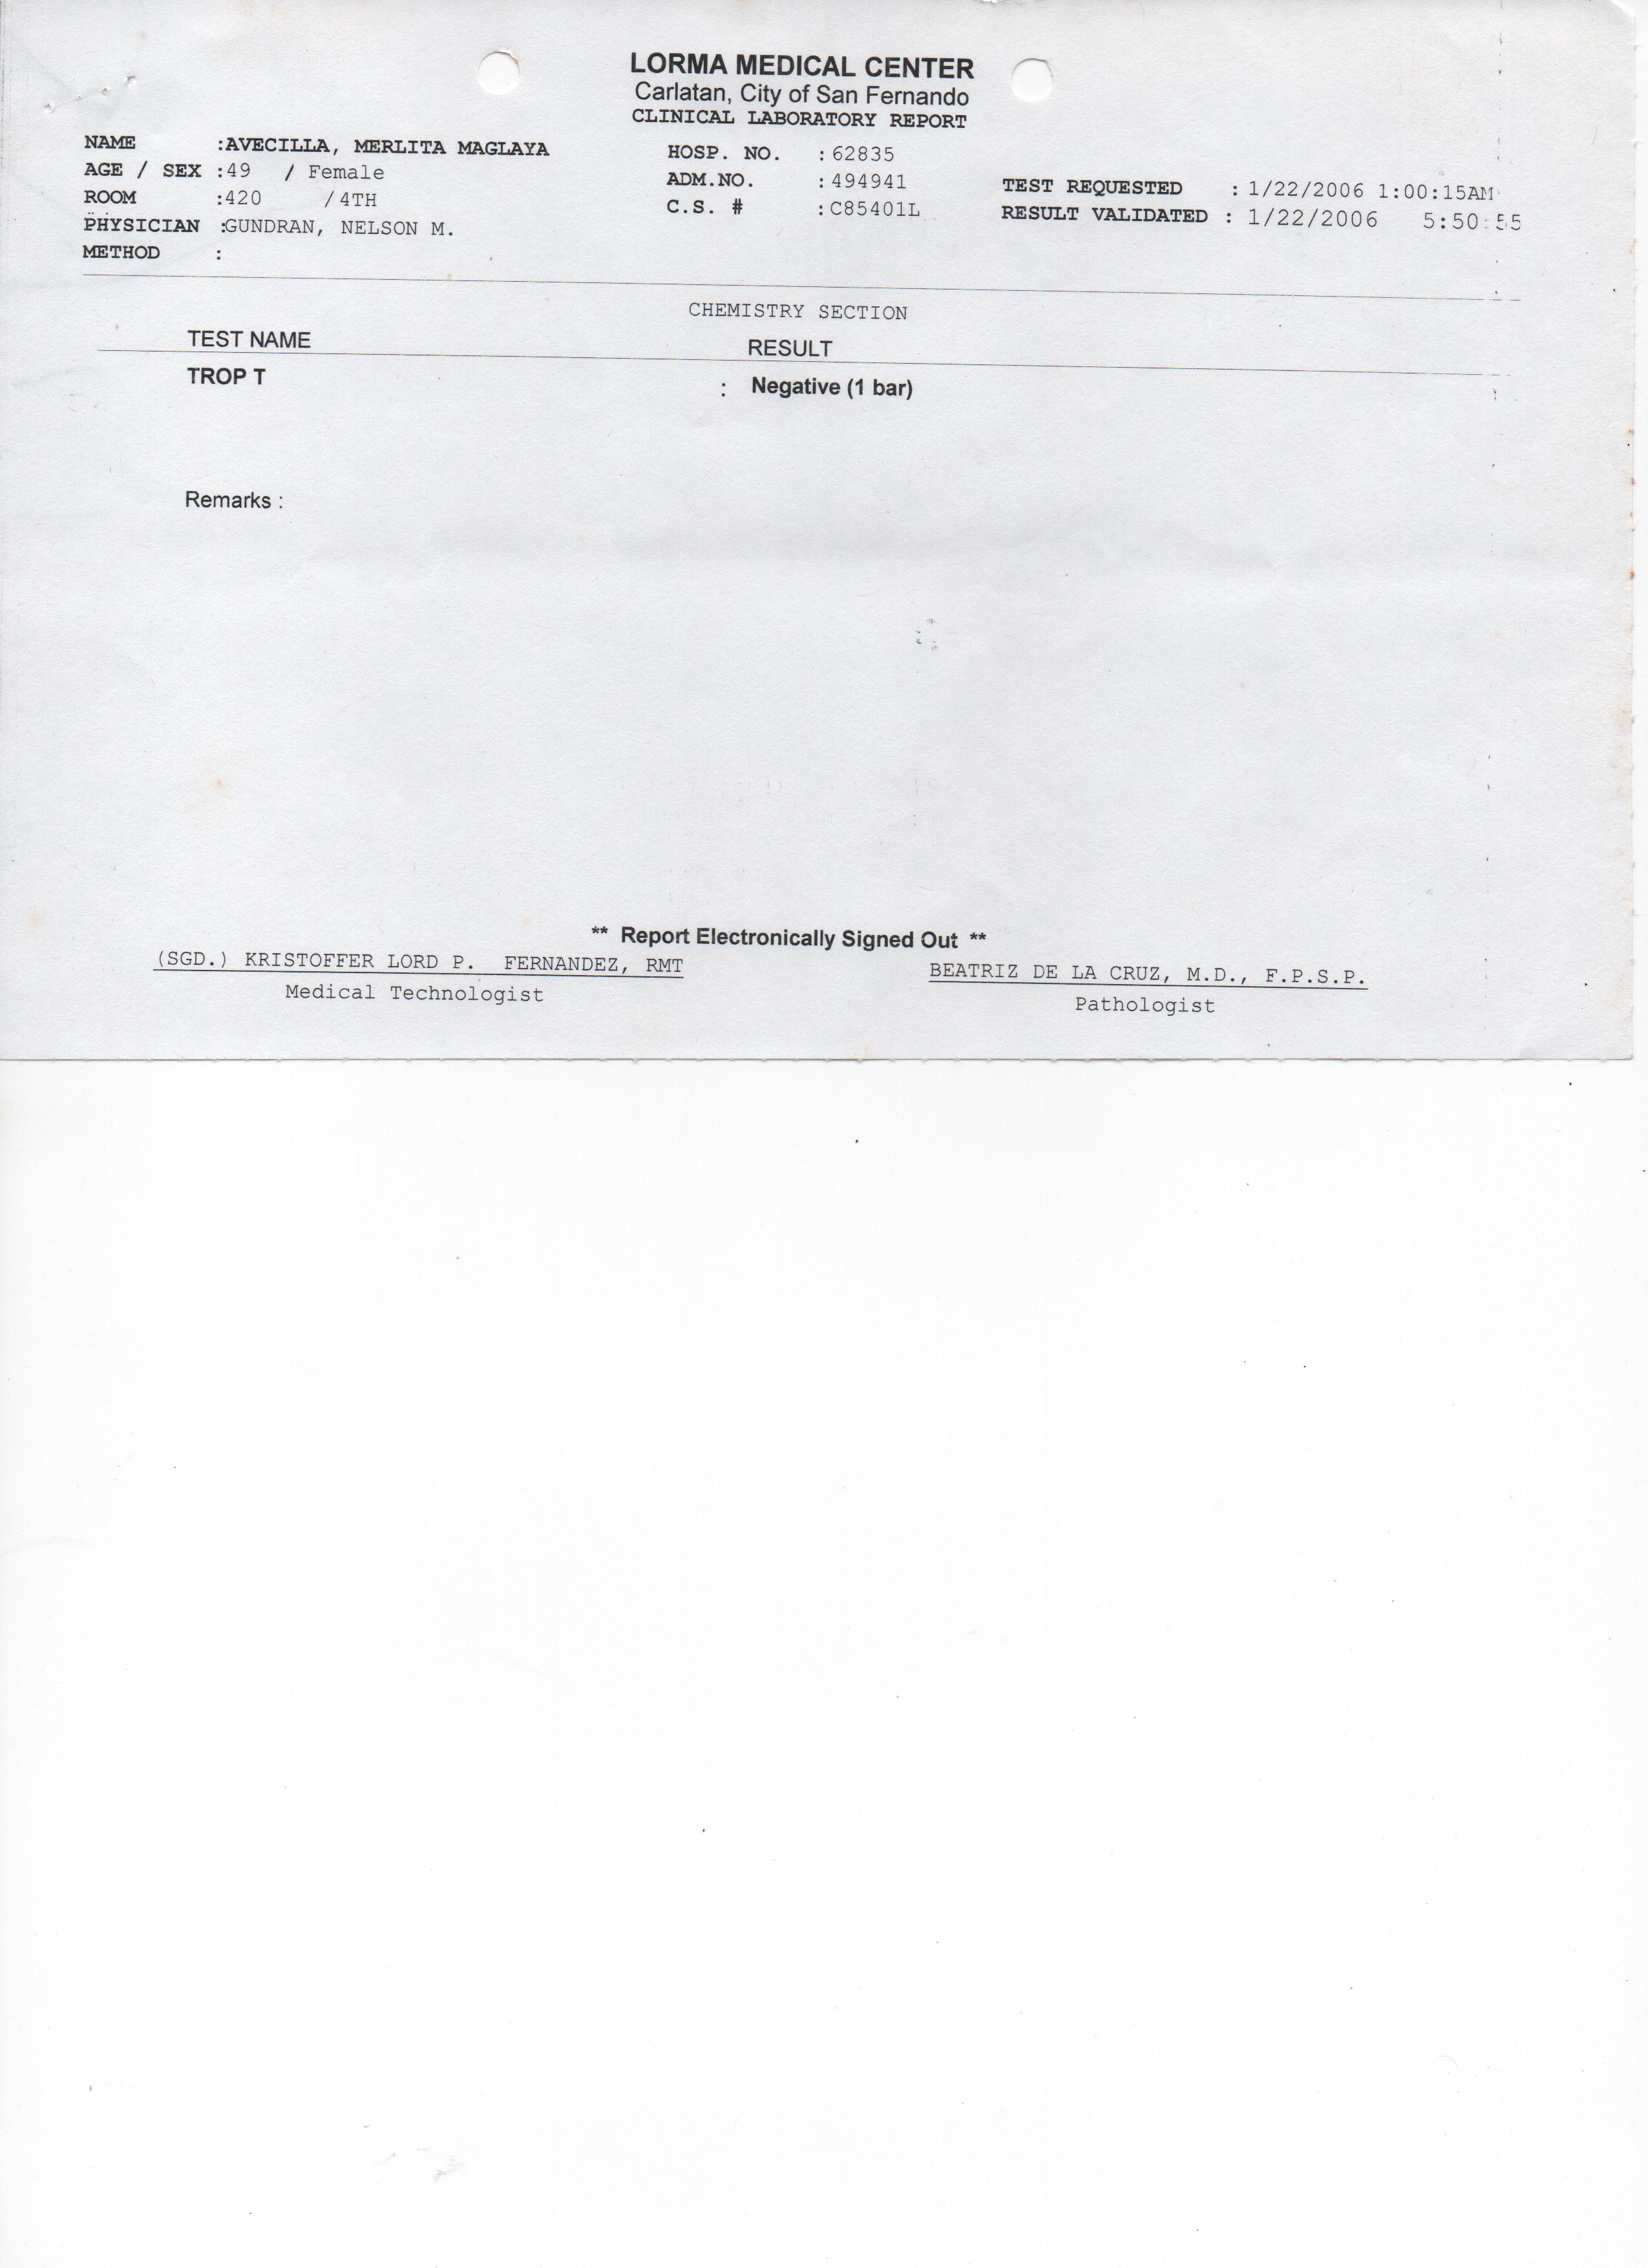 LORMA MEDICAL CENTER
Carlatan, City of San Fernando
CLINICAL LABORATORY REPORT
NAME :AVECILLA, MERLITA MAGLAYA
AGE / SEX :49 / Female
ROOM :420 /4TH
PHYSICIAN :GUNDRAN, NELSON M.
METHOD :
HOSP. NO. :62835
ADM.NO. :494941
C.S. # :C85401L
TEST REQUESTED : 1/22/2006 1:00:15AM
RESULT VALIDATED : 1/22/2006 5:50:55
CHEMISTRY SECTION
TEST NAME RESULT
TROP T : Negative (1 bar)
Remarks :
** Report Electronically Signed Out **
(SGD.) KRISTOFFER LORD P. FERNANDEZ, RMT
Medical Technologist
BEATRIZ DE LA CRUZ, M.D., F.P.S.P.
Pathologist